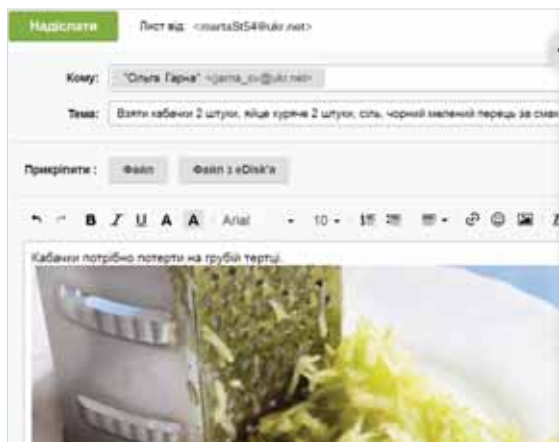 Надіслати Лист від: <martaSt54@ukr.net>
Кому: "Ольга Гарна" <garna_ov@ukr.net>
Тема: Взяти кабачки 2 штуки, яйце куряче 2 штуки, сіль, чорний мелений перець за смак
Прикріпити: Файл Файл з eDisk'а
B I U A A Arial 10
Кабачки потрібно потерти на грубій тертці.